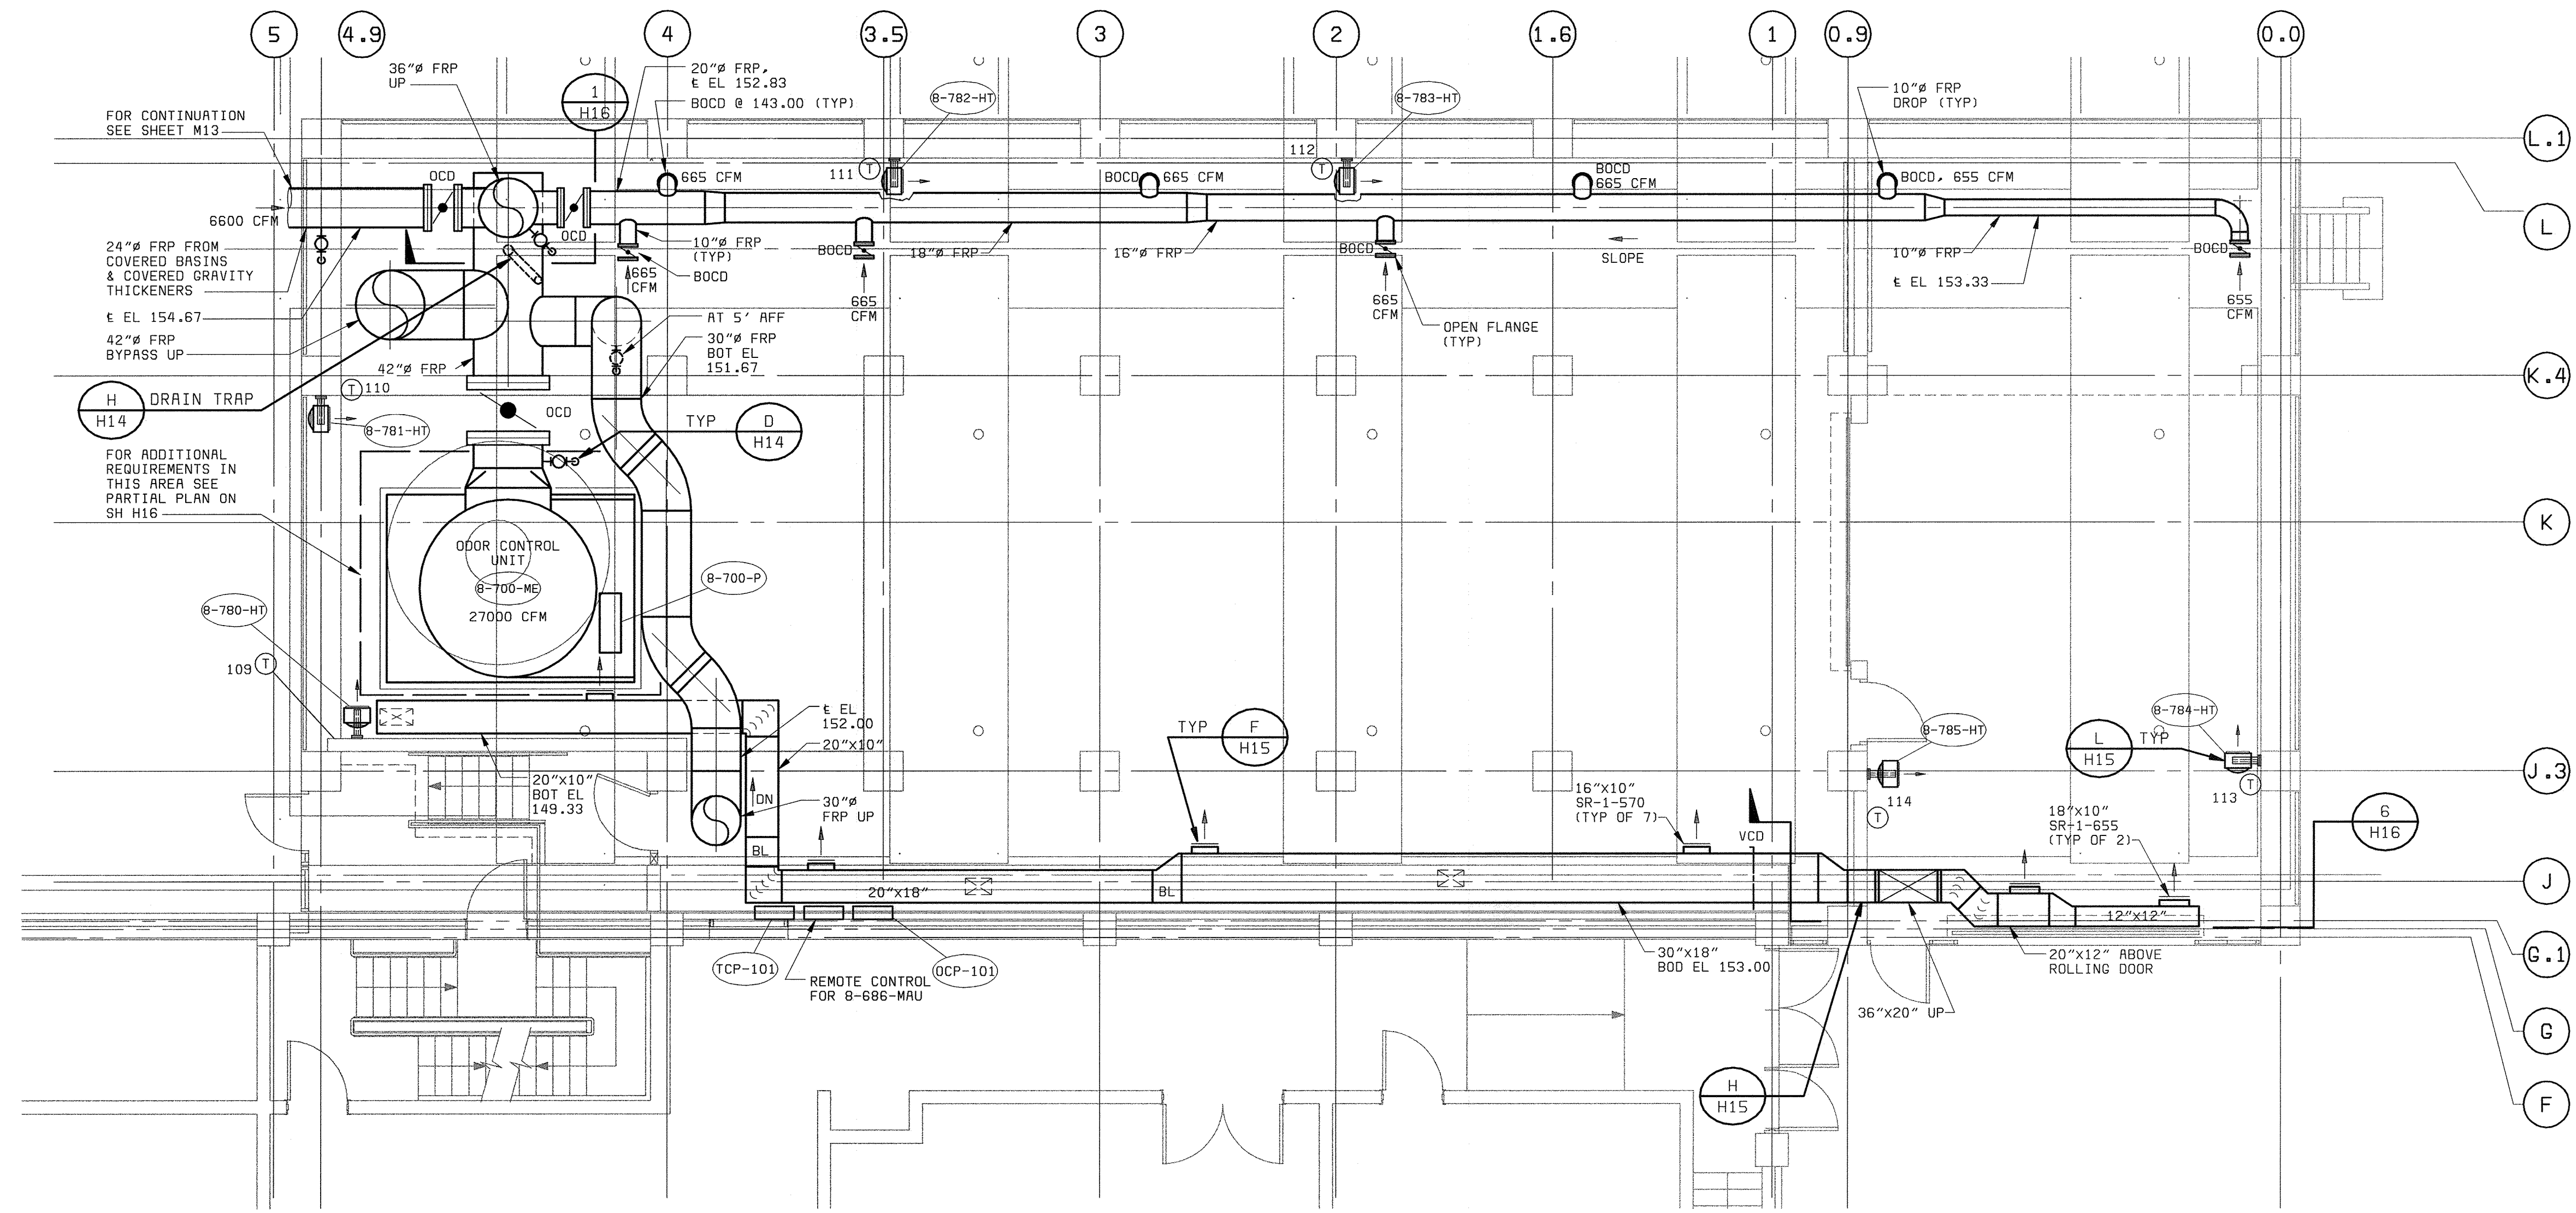 5
4.9
4
3.5
3
2
1.6
1
0.9
0.0
36"Ø FRP
UP
1
H16
20"Ø FRP,
℄ EL 152.83
BOCD @ 143.00 (TYP)
8-782-HT
8-783-HT
10"Ø FRP
DROP (TYP)
FOR CONTINUATION
SEE SHEET M13
L.1
OCD
665 CFM
111
T
BOCD
665 CFM
112
T
BOCD
665 CFM
BOCD, 655 CFM
6600 CFM
OCD
L
24"Ø FRP FROM
COVERED BASINS
& COVERED GRAVITY
THICKENERS
10"Ø FRP
(TYP)
BOCD
665
CFM
BOCD
18"Ø FRP
16"Ø FRP
BOCD
SLOPE
10"Ø FRP
BOCD
℄ EL 153.33
665
CFM
665
CFM
655
CFM
℄ EL 154.67
42"Ø FRP
BYPASS UP
AT 5' AFF
30"Ø FRP
BOT EL
151.67
OPEN FLANGE
(TYP)
42"Ø FRP
K.4
H
H14
DRAIN TRAP
T
110
OCD
8-781-HT
TYP
D
H14
FOR ADDITIONAL
REQUIREMENTS IN
THIS AREA SEE
PARTIAL PLAN ON
SH H16
K
ODOR CONTROL
UNIT
8-700-ME
27000 CFM
8-700-P
8-780-HT
109
T
℄ EL
152.00
20"x10"
TYP
F
H15
8-785-HT
L
H15
TYP
8-784-HT
J.3
20"x10"
BOT EL
149.33
DN
30"Ø
FRP UP
16"x10"
SR-1-570
(TYP OF 7)
114
T
113
T
18"x10"
SR-1-655
(TYP OF 2)
6
H16
BL
VCD
20"x18"
BL
J
12"x12"
TCP-101
REMOTE CONTROL
FOR 8-686-MAU
OCP-101
30"x18"
BOD EL 153.00
20"x12" ABOVE
ROLLING DOOR
G.1
36"x20" UP
G
H
H15
F